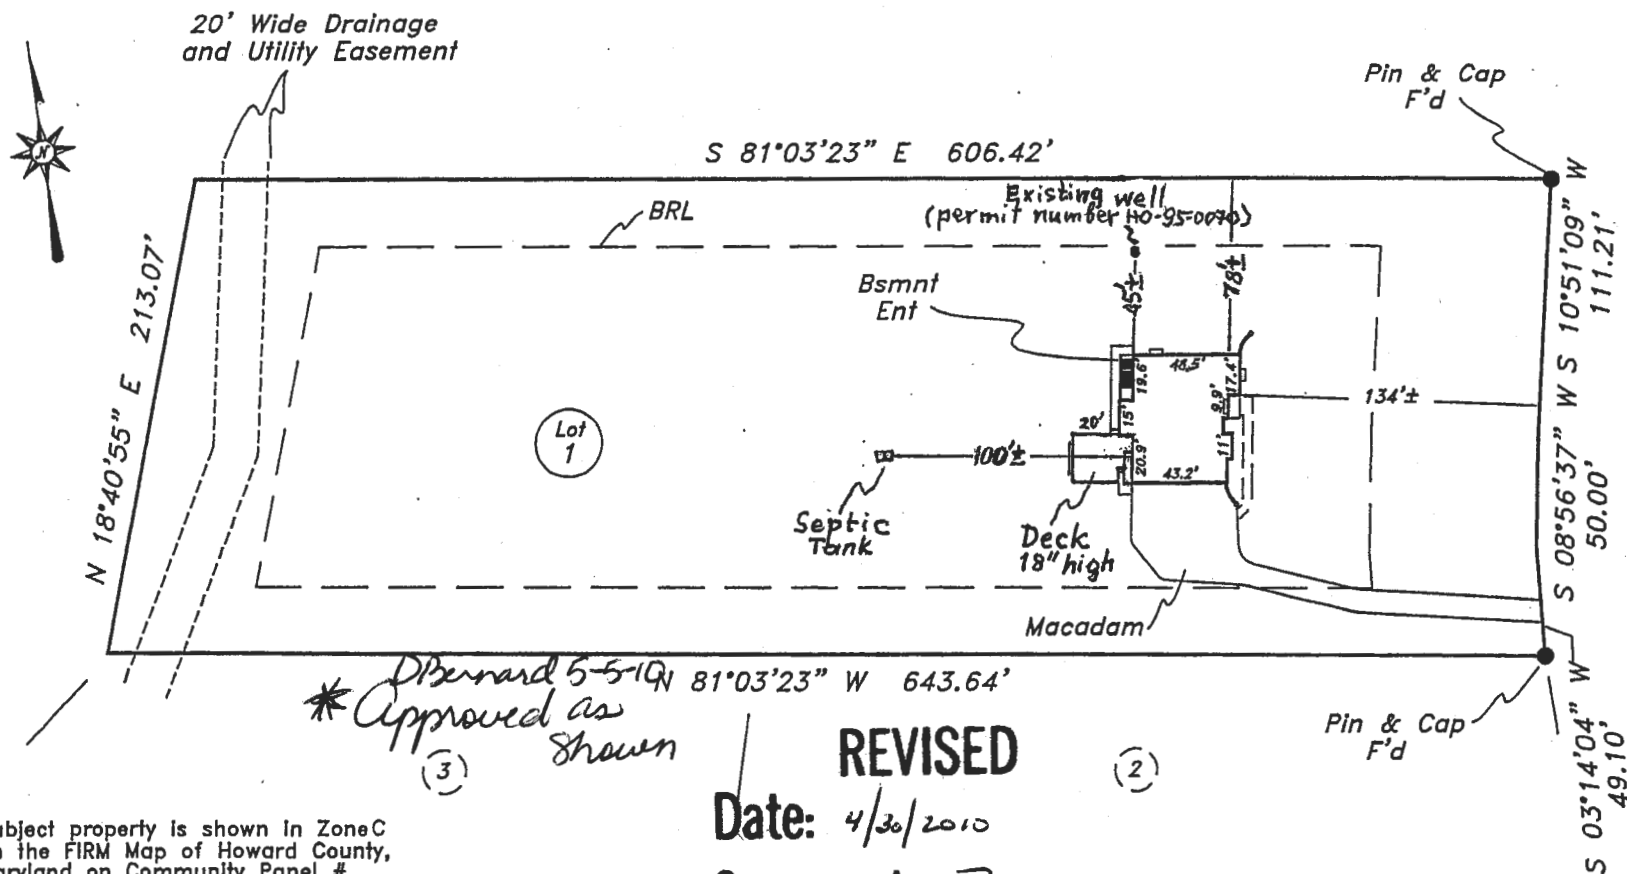 20' Wide Drainage
and Utility Easement
Pin & Cap
F'd
N
S 81°03'23" E 606.42'
Existing well
(permit number HO-95-0070)
BRL
Bsmnt
Ent
45'±
78'±
48.5'
19.6'
17.4'
9.9'
134'±
20'
15'
11'
Lot
1
100'±
20.9'
43.2'
Septic
Tank
Deck
18" high
Macadam
N 18°40'55" E 213.07'
S 10°51'09" W
111.21'
S 08°56'37" W
50.00'
S 03°14'04" W
49.10'
N 81°03'23" W 643.64'
DBernard 5-5-10
* Approved as
Shown
Pin & Cap
F'd
3
2
REVISED
Date: 4/30/2010
bject property is shown in Zone C
the FIRM Map of Howard County,
aryland on Community Panel #